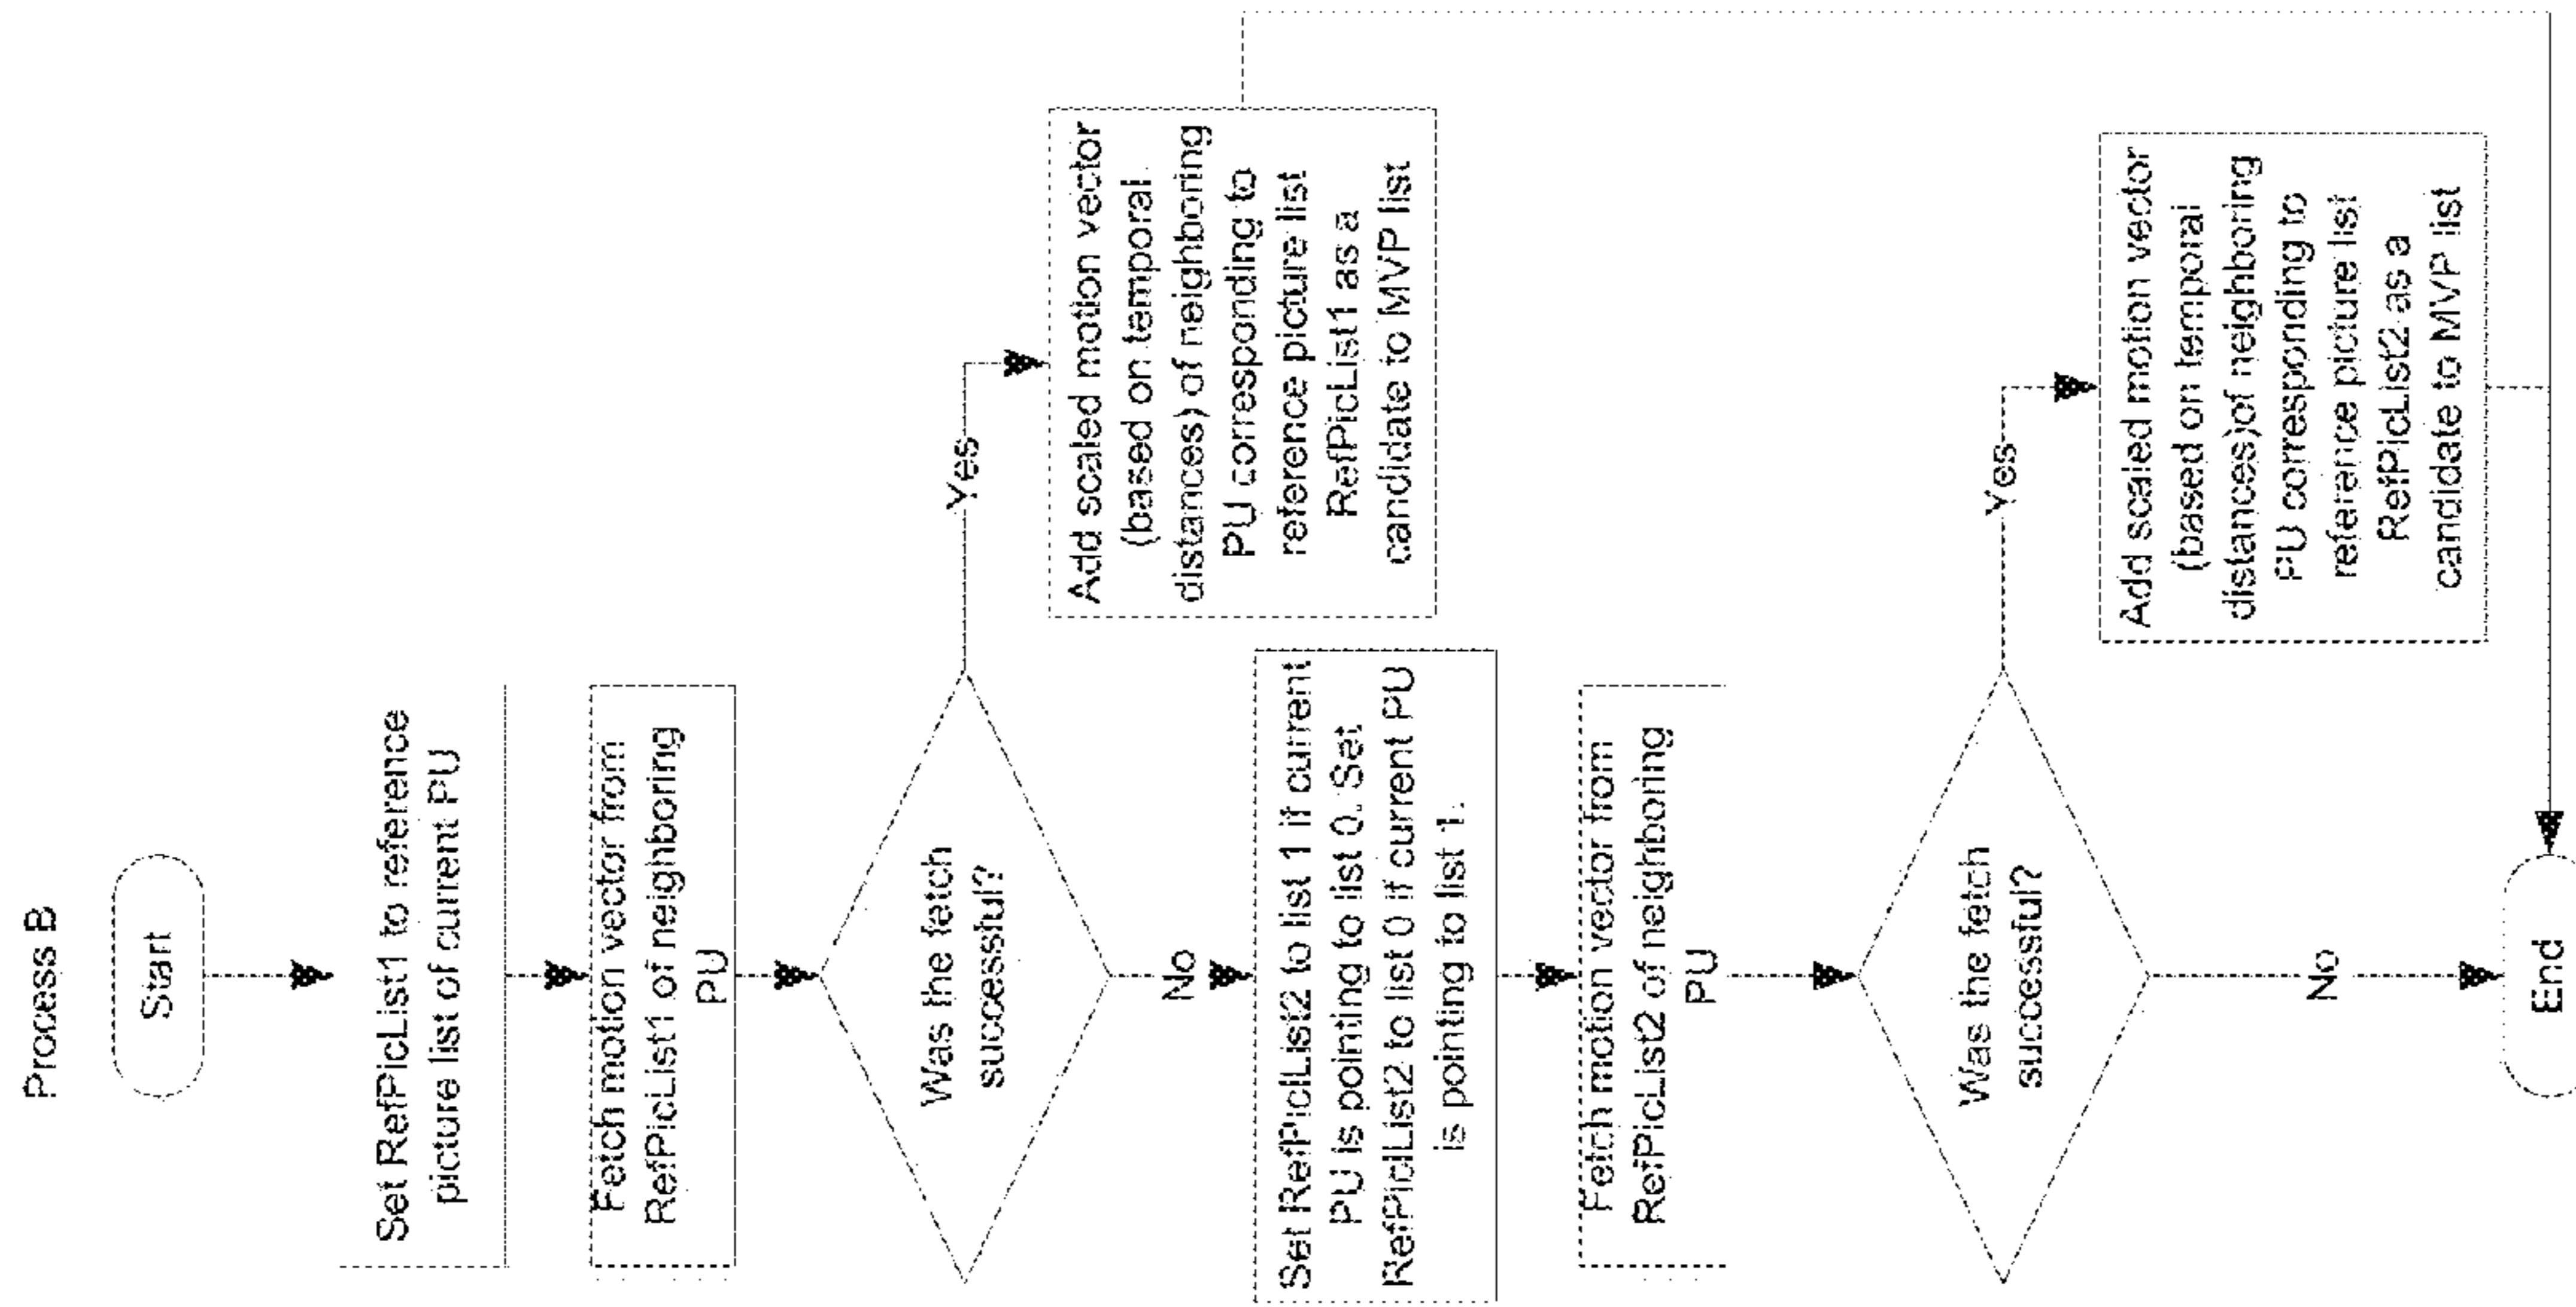 Process B
Start
Set RefPicList1 to reference
picture list of current PU
Fetch motion vector from
RefPicList1 of neighboring
PU
Was the fetch
successful?
Yes
Add scaled motion vector
(based on temporal
distances) of neighboring
PU corresponding to
reference picture list
RefPicList1 as a
candidate to MVP list
No
Set RefPicList2 to list 1 if current
PU is pointing to list 0. Set
RefPicList2 to list 0 if current PU
is pointing to list 1.
Fetch motion vector from
RefPicList2 of neighboring
PU
Was the fetch
successful?
Yes
Add scaled motion vector
(based on temporal
distances)of neighboring
PU corresponding to
reference picture list
RefPicList2 as a
candidate to MVP list
No
End